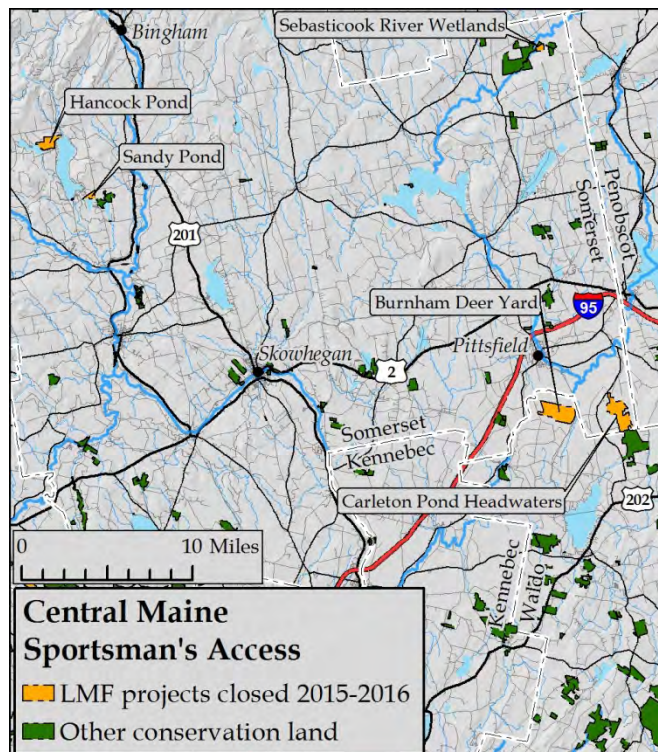 Bingham
Sebasticook River Wetlands
Hancock Pond
Sandy Pond
201
Penobscot
Somerset
Burnham Deer Yard
95
Pittsfield
Skowhegan
2
Somerset
Kennebec
Carleton Pond Headwaters
202
0 10 Miles
Kennebec
Waldo
Central Maine
Sportsman's Access
LMF projects closed 2015-2016
Other conservation land